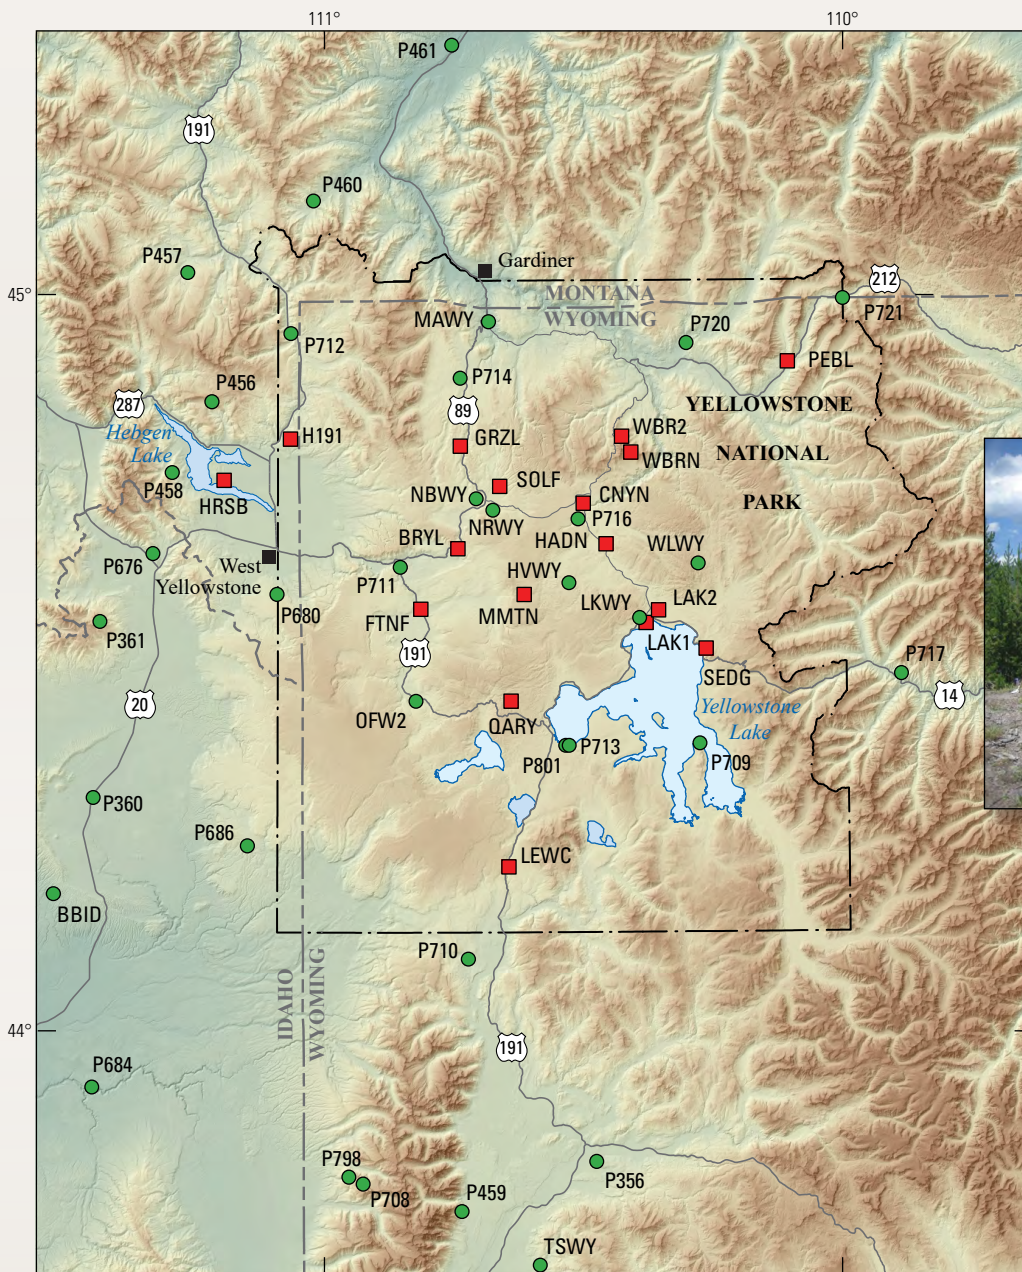 111°
110°
P461
191
P460
P457
Gardiner
45°
212
MONTANA
WYOMING
P721
MAWY
P720
P712
PEBL
P714
P456
287
89
YELLOWSTONE
Hebgen
Lake
H191
GRZL
WBR2
WBRN
NATIONAL
P458
HRSB
SOLF
NBWY
CNYN
PARK
NRWY
P716
BRYL
HADN
WLWY
P676
West
Yellowstone
P711
HVWY
P680
FTNF
MMTN
LKWY
LAK2
P361
LAK1
191
SEDG
P717
14
20
OFW2
QARY
Yellowstone
Lake
P801
P713
P709
P360
P686
LEWC
BBID
P710
IDAHO
WYOMING
44°
191
P684
P798
P708
P356
P459
TSWY